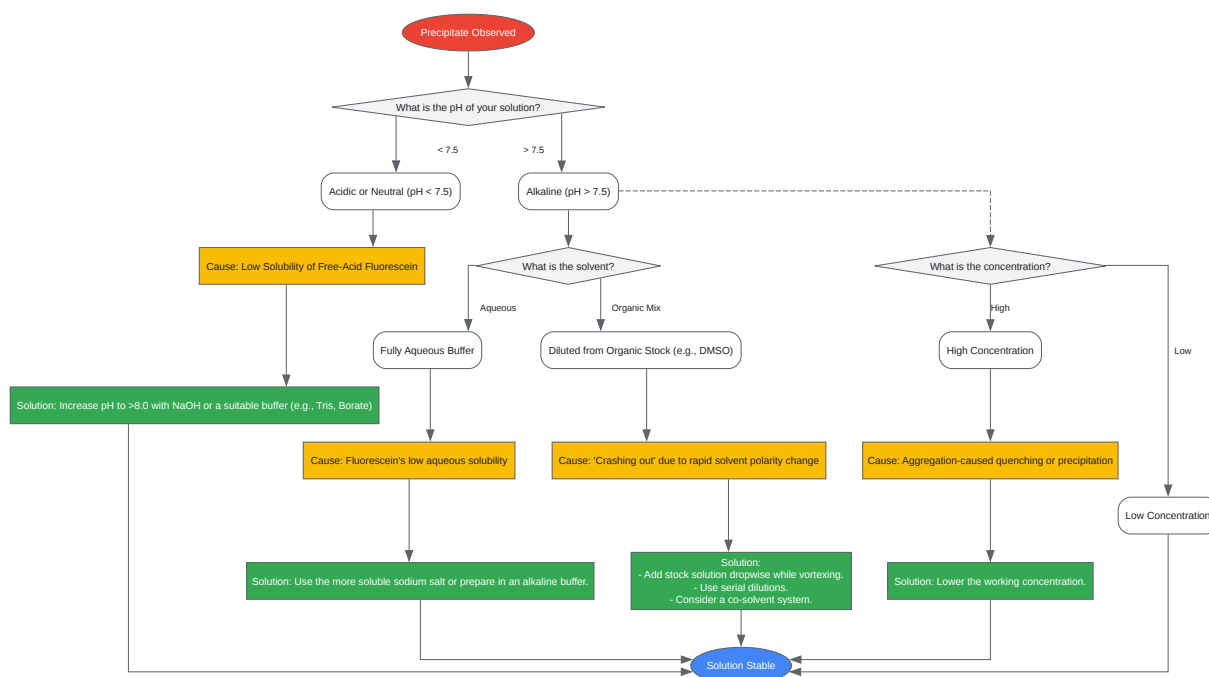 Precipitate Observed
What is the pH of your solution?
< 7.5
> 7.5
Acidic or Neutral (pH < 7.5)
Alkaline (pH > 7.5)
Cause: Low Solubility of Free-Acid Fluorescein
What is the solvent?
What is the concentration?
Aqueous
Organic Mix
High
Fully Aqueous Buffer
Diluted from Organic Stock (e.g., DMSO)
High Concentration
Low
Solution: Increase pH to >8.0 with NaOH or a suitable buffer (e.g., Tris, Borate)
Cause: Fluorescein's low aqueous solubility
Cause: 'Crashing out' due to rapid solvent polarity change
Cause: Aggregation-caused quenching or precipitation
Low Concentration
Solution: Use the more soluble sodium salt or prepare in an alkaline buffer.
Solution:
- Add stock solution dropwise while vortexing.
- Use serial dilutions.
- Consider a co-solvent system.
Solution: Lower the working concentration.
Solution Stable